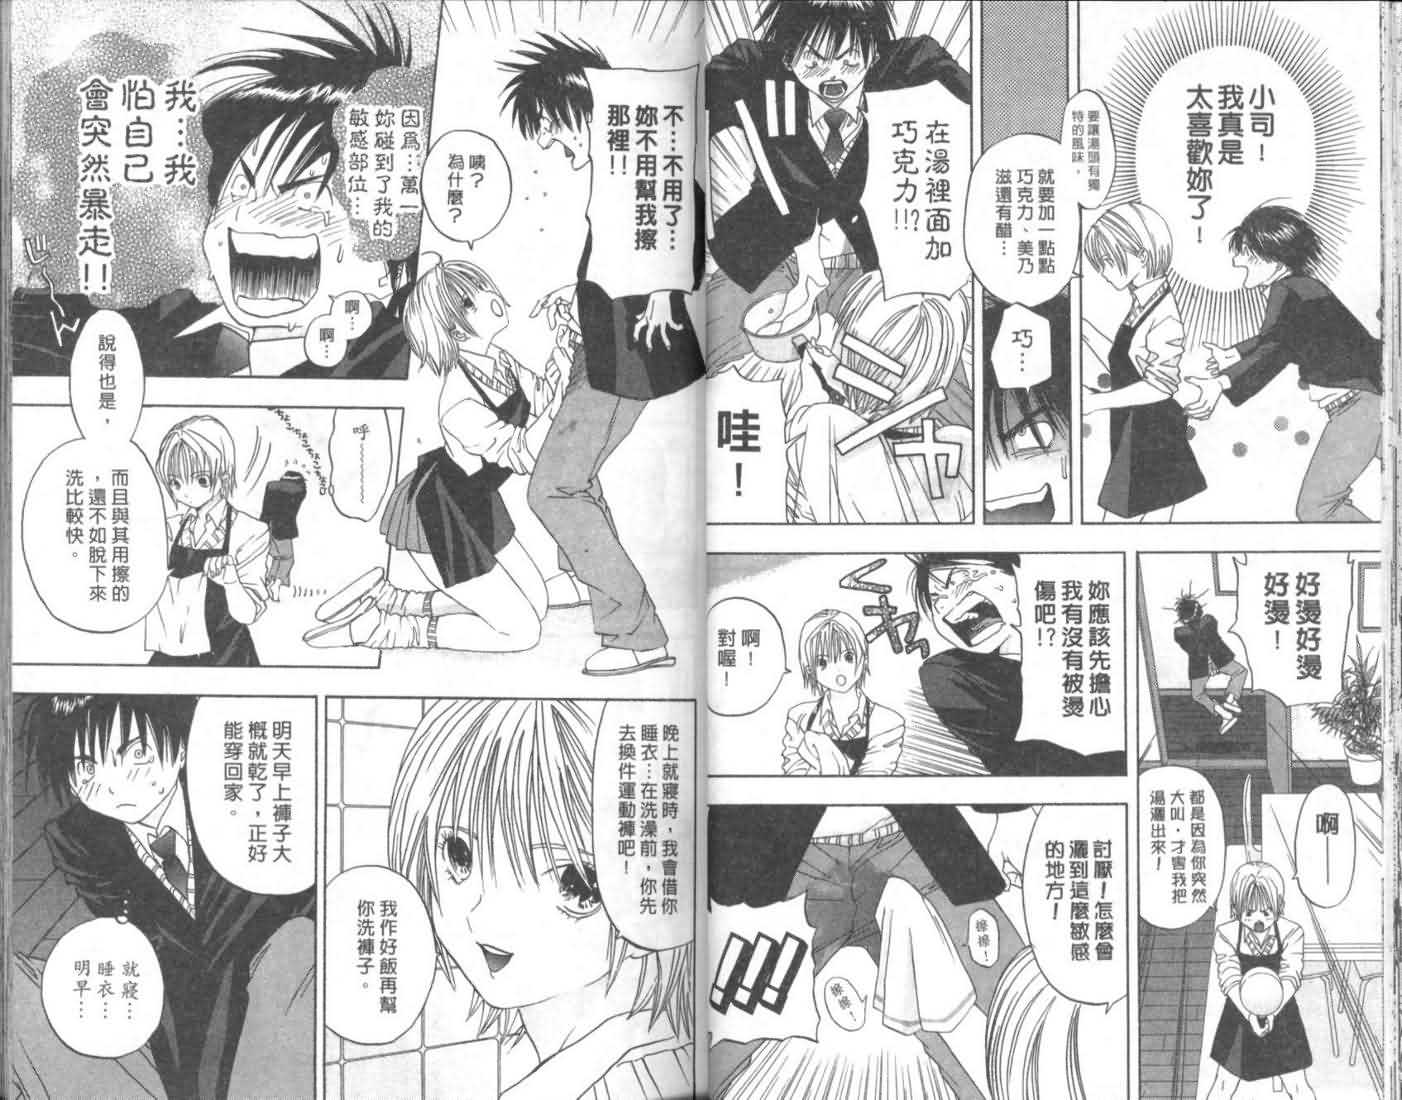 小司！
我真是
太喜歡妳了！
要讓湯頭有獨
特的風味，
就要加一點點
巧克力、美乃
滋還有醋…
巧…
在湯裡面加
巧克力!!?
哇！
好燙好燙
好燙！
啊——
都是因為你突然
大叫，才害我把
湯灑出來！
妳應該先擔心
我有沒有被燙
傷吧!?
啊！
對喔！
討厭！怎麼會
灑到這麼敏感
的地方！
擦擦！
擦擦！
!!!!
不…不用了…
妳不用幫我擦
那裡!!
咦？
為什麼？
因為…萬一
妳碰到了我的
敏感部位…
我…我
怕自己
會突然暴走!!
啊…
啊…
呼
說得也是，
而且與其用擦的
，還不如脫下來
洗比較快。
晚上就寢時，我會借你
睡衣…在洗澡前，你先
去換件運動褲吧！
我作好飯再幫
你洗褲子。
明天早上褲子大
概就乾了，正好
能穿回家。
…
就寢…
睡衣…
明早…